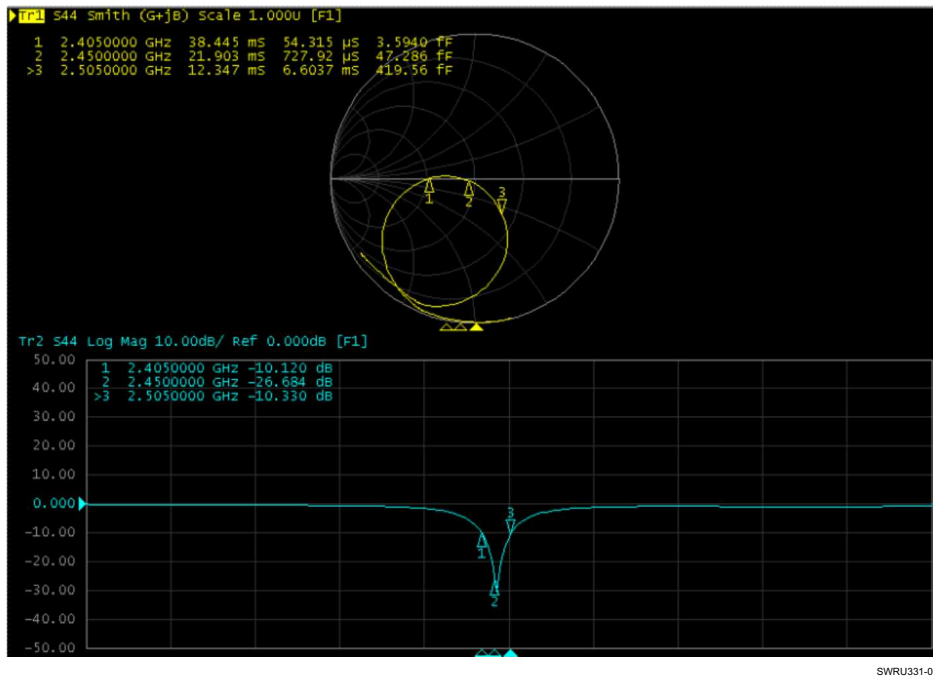 Tr1 S44 Smith (G+jB) Scale 1.000U [F1]
1 2.4050000 GHz 38.445 mS 54.315 µS 3.5940 fF
2 2.4500000 GHz 21.903 mS 727.92 µS 47.286 fF
>3 2.5050000 GHz 12.347 mS 6.6037 mS 419.56 fF
3
1
2
Tr2 S44 Log Mag 10.00dB/ Ref 0.000dB [F1]
50.00
1 2.4050000 GHz -10.120 dB
2 2.4500000 GHz -26.684 dB
40.00
>3 2.5050000 GHz -10.330 dB
30.00
20.00
10.00
0.000
3
-10.00
1
-20.00
-30.00
2
-40.00
-50.00
SWRU331-0